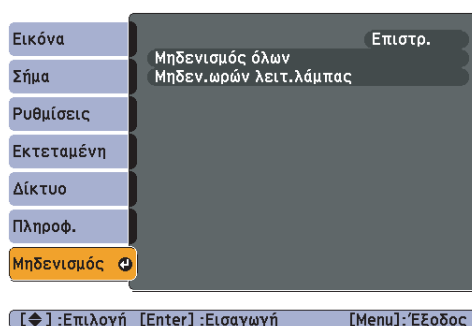 Εικόνα
Σήμα
Ρυθμίσεις
Εκτεταμένη
Δίκτυο
Πληροφ.
Μηδενισμός
Επιστρ.
Μηδενισμός όλων
Μηδεν.ωρών λειτ.λάμπας
[◆] :Επιλογή [Enter] :Εισαγωγή [Menu]:Έξοδος